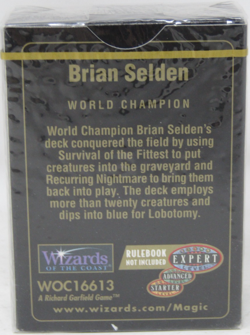 Brian Selden
WORLD CHAMPION
World Champion Brian Selden's
deck conquered the field by using
Survival of the Fittest to put
creatures into the graveyard and
Recurring Nightmare to bring them
back into play. The deck employs
more than twenty creatures and
dips into blue for Lobotomy.
Wizards
OF THE COAST
RULEBOOK
NOT INCLUDED
EXPERT
LEVEL
ADVANCED
STARTER
WOC16613
A Richard Garfield Game™
www.wizards.com/Magic